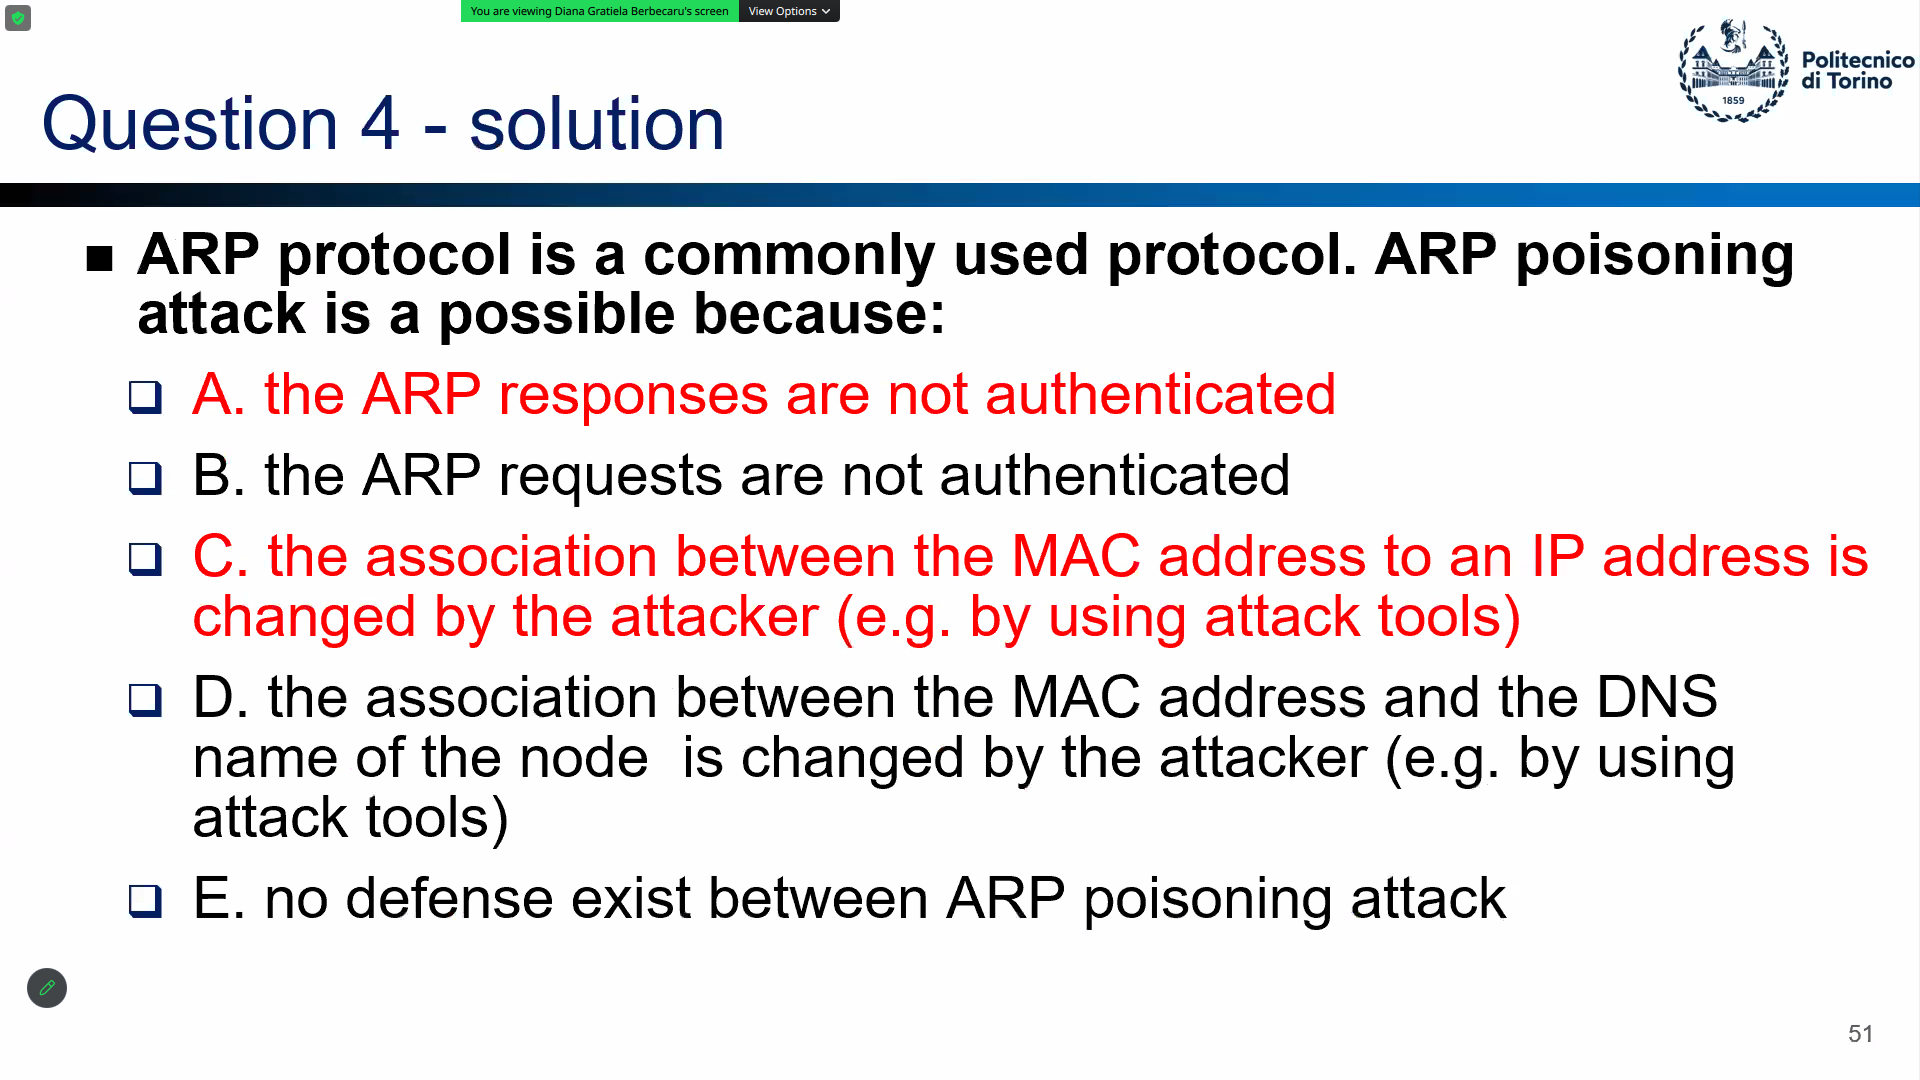 You are viewing Diana Gratiela Berbecaru's screen View Options
Politecnico
di Torino
1859
Question 4 - solution
ARP protocol is a commonly used protocol. ARP poisoning
attack is a possible because:
A. the ARP responses are not authenticated
B. the ARP requests are not authenticated
C. the association between the MAC address to an IP address is
changed by the attacker (e.g. by using attack tools)
D. the association between the MAC address and the DNS
name of the node is changed by the attacker (e.g. by using
attack tools)
E. no defense exist between ARP poisoning attack
51